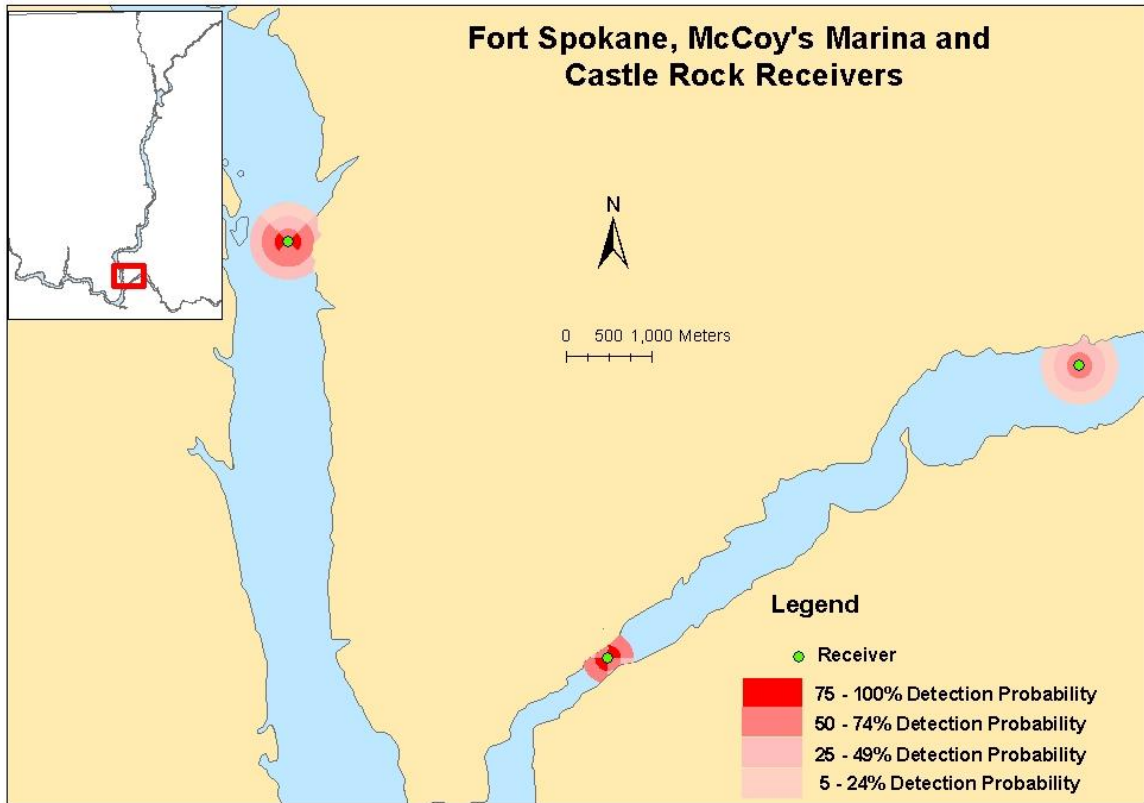 Fort Spokane, McCoy's Marina and
Castle Rock Receivers
N
0 500 1,000 Meters
Legend
Receiver
75 - 100% Detection Probability
50 - 74% Detection Probability
25 - 49% Detection Probability
5 - 24% Detection Probability